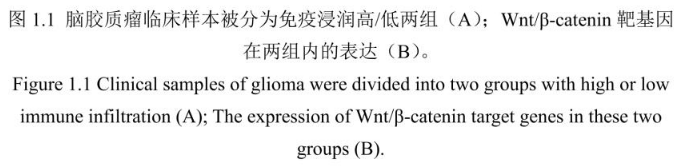 图 1.1 脑胶质瘤临床样本被分为免疫浸润高/低两组（A）；Wnt/β-catenin 靶基因
在两组内的表达（B）。
Figure 1.1 Clinical samples of glioma were divided into two groups with high or low
immune infiltration (A); The expression of Wnt/β-catenin target genes in these two
groups (B).